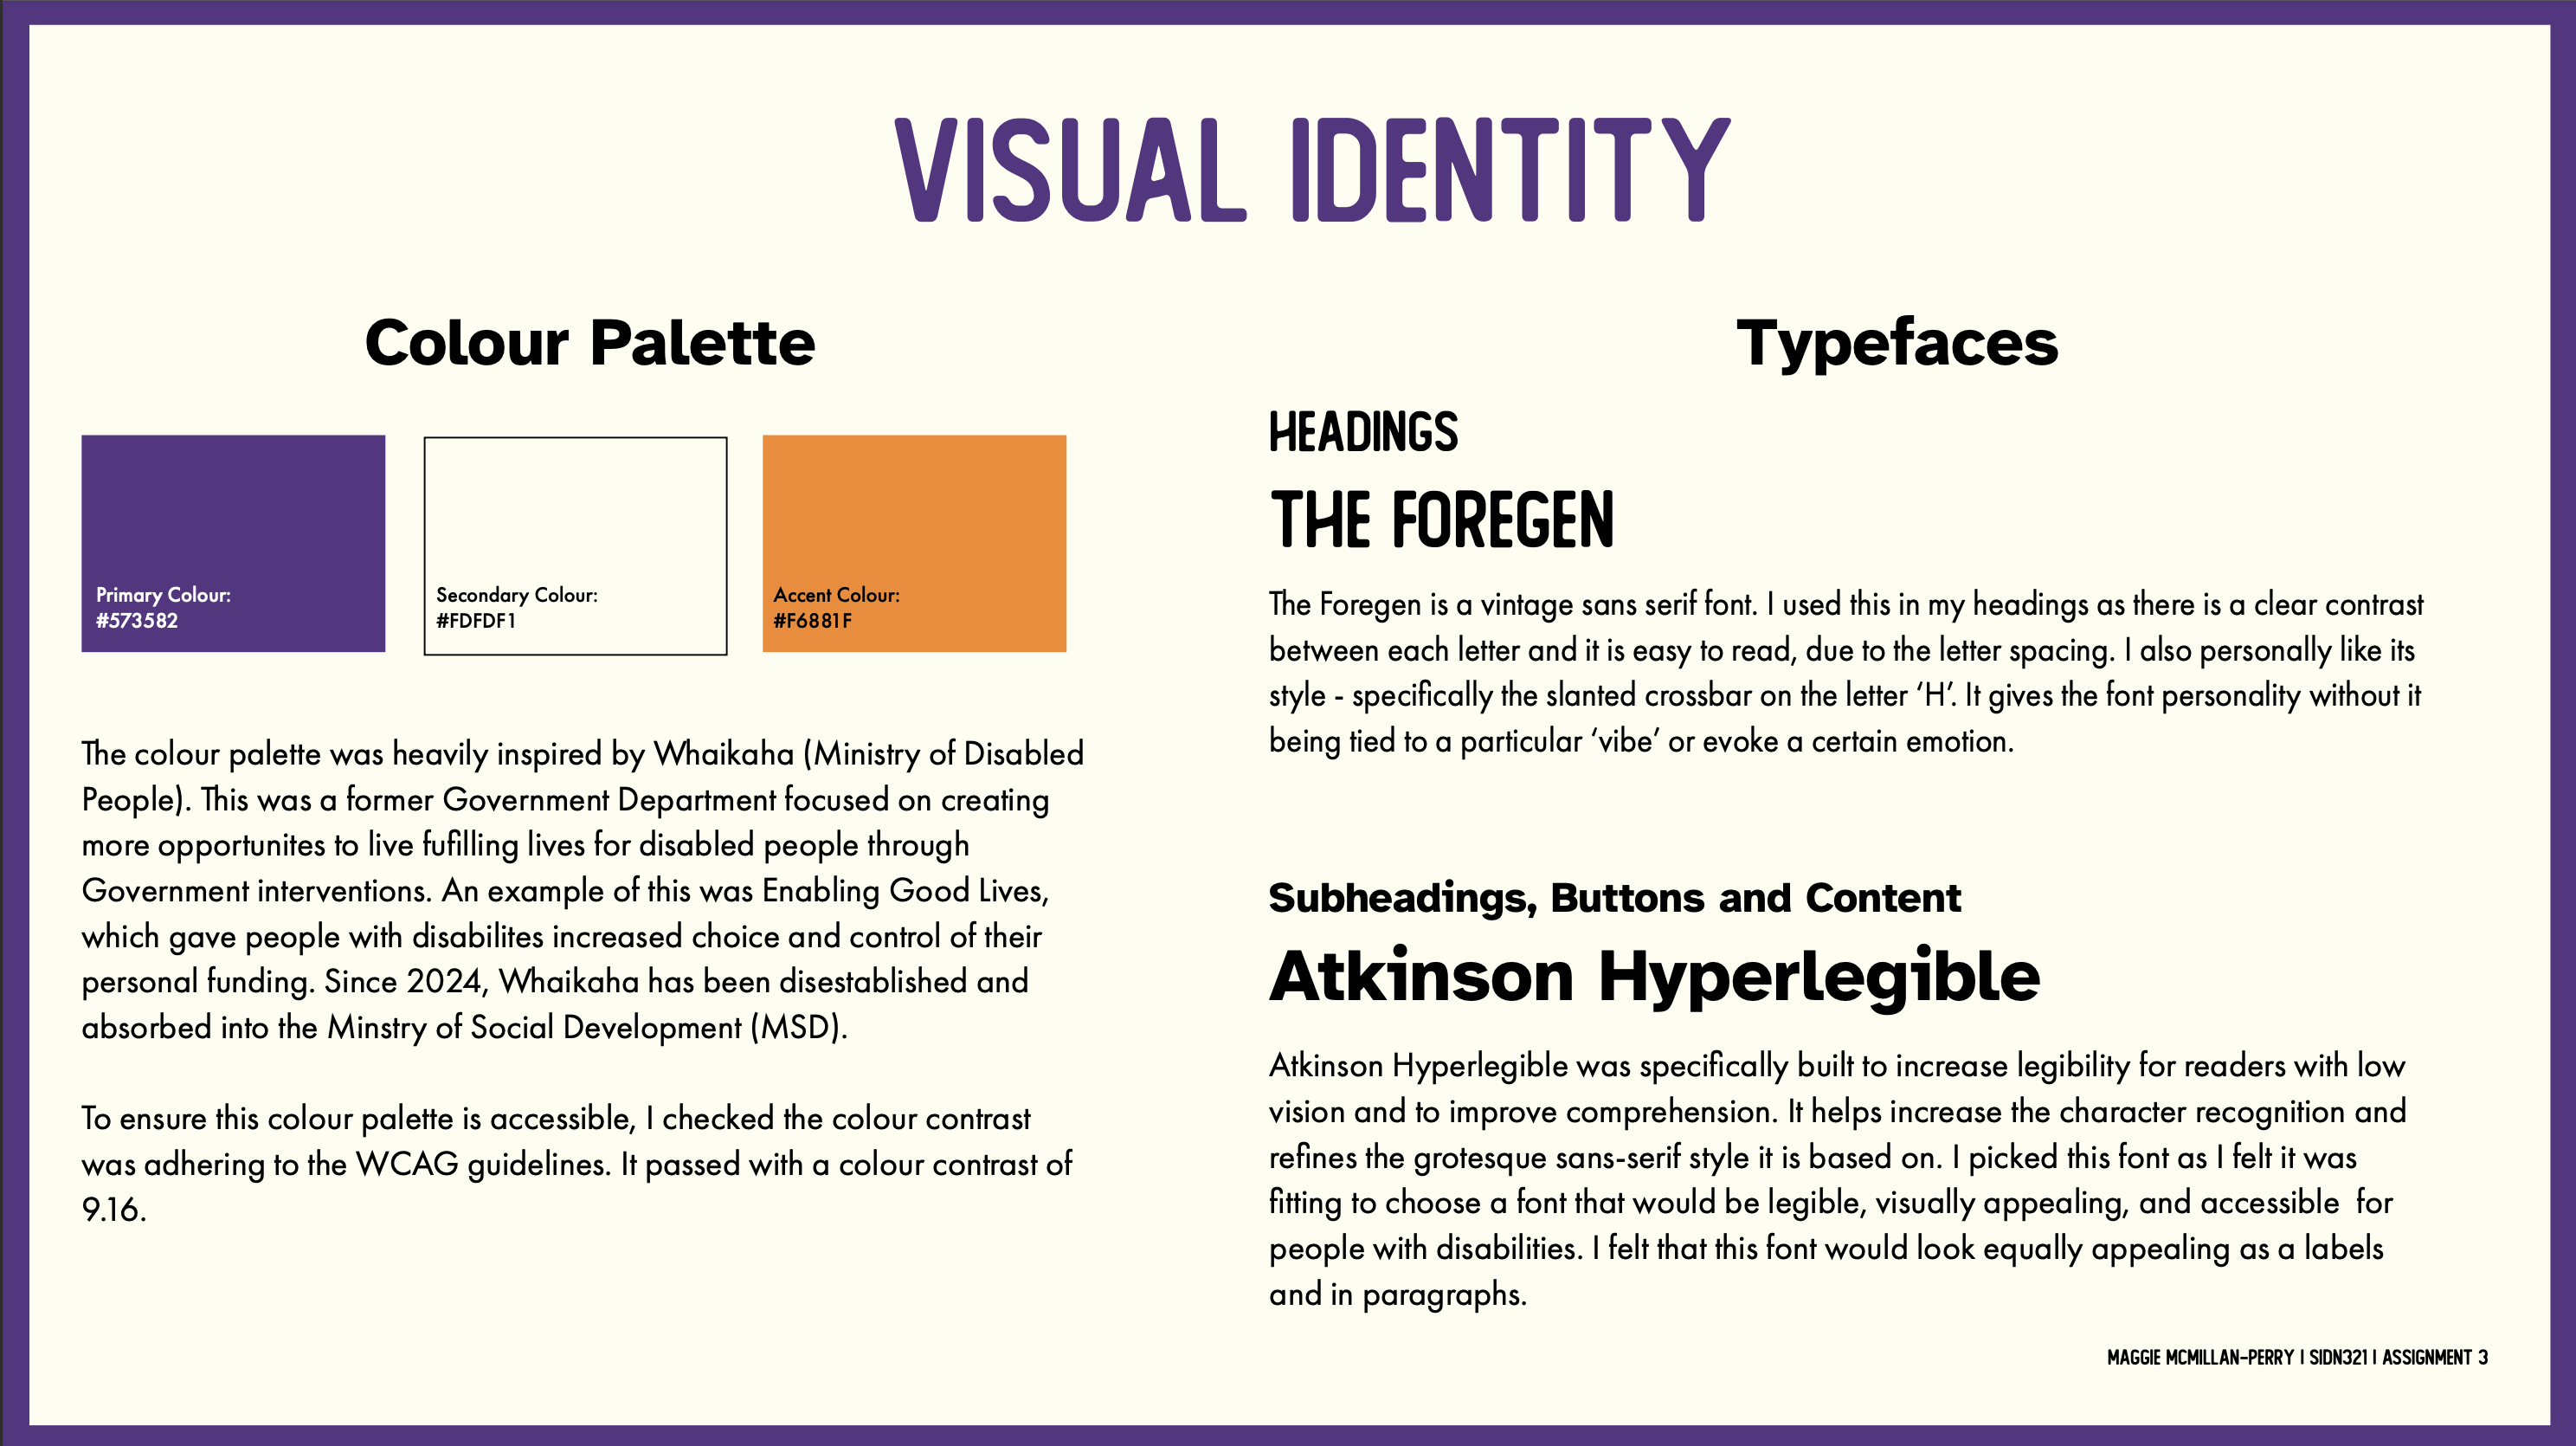 VISUAL IDENTITY
Colour Palette
Primary Colour:
#573582
Secondary Colour:
#FDFDF1
Accent Colour:
#F6881F
The colour palette was heavily inspired by Whaikaha (Ministry of Disabled
People). This was a former Government Department focused on creating
more opportunites to live fufilling lives for disabled people through
Government interventions. An example of this was Enabling Good Lives,
which gave people with disabilites increased choice and control of their
personal funding. Since 2024, Whaikaha has been disestablished and
absorbed into the Minstry of Social Development (MSD).
To ensure this colour palette is accessible, I checked the colour contrast
was adhering to the WCAG guidelines. It passed with a colour contrast of
9.16.
Typefaces
HEADINGS
THE FOREGEN
The Foregen is a vintage sans serif font. I used this in my headings as there is a clear contrast
between each letter and it is easy to read, due to the letter spacing. I also personally like its
style - specifically the slanted crossbar on the letter ‘H’. It gives the font personality without it
being tied to a particular ‘vibe’ or evoke a certain emotion.
Subheadings, Buttons and Content
Atkinson Hyperlegible
Atkinson Hyperlegible was specifically built to increase legibility for readers with low
vision and to improve comprehension. It helps increase the character recognition and
refines the grotesque sans-serif style it is based on. I picked this font as I felt it was
fitting to choose a font that would be legible, visually appealing, and accessible  for
people with disabilities. I felt that this font would look equally appealing as a labels
and in paragraphs.
MAGGIE MCMILLAN-PERRY | SIDN321 | ASSIGNMENT 3